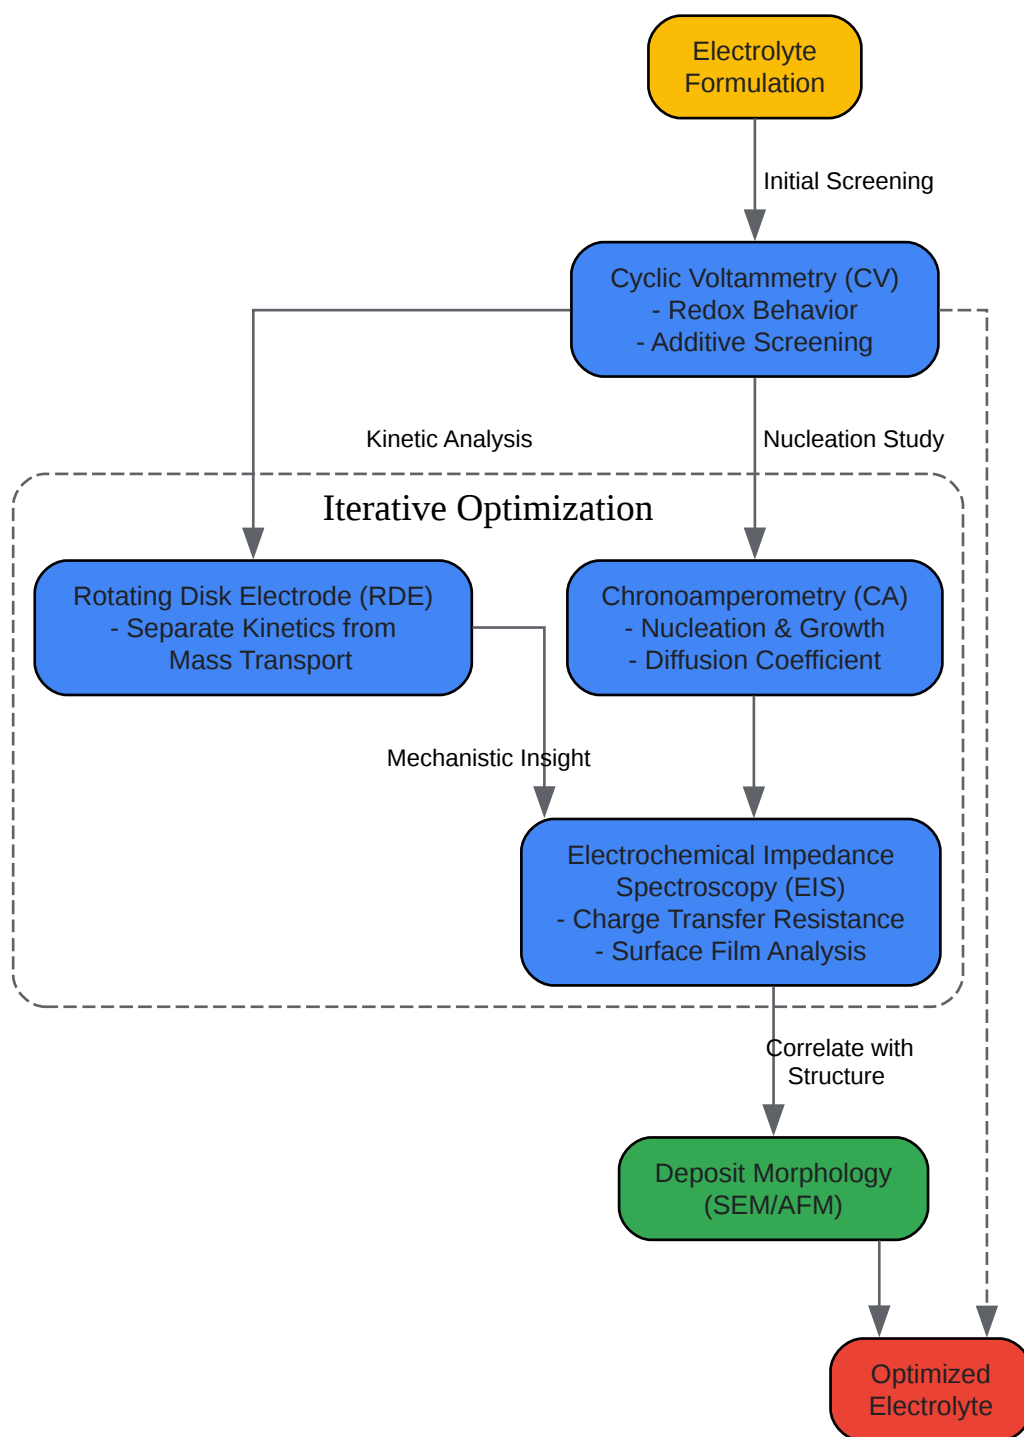 Electrolyte
Formulation
Initial Screening
Cyclic Voltammetry (CV)
- Redox Behavior
- Additive Screening
Kinetic Analysis
Nucleation Study
Iterative Optimization
Rotating Disk Electrode (RDE)
- Separate Kinetics from
Mass Transport
Chronoamperometry (CA)
- Nucleation & Growth
- Diffusion Coefficient
Mechanistic Insight
Electrochemical Impedance
Spectroscopy (EIS)
- Charge Transfer Resistance
- Surface Film Analysis
Correlate with
Structure
Deposit Morphology
(SEM/AFM)
Optimized
Electrolyte